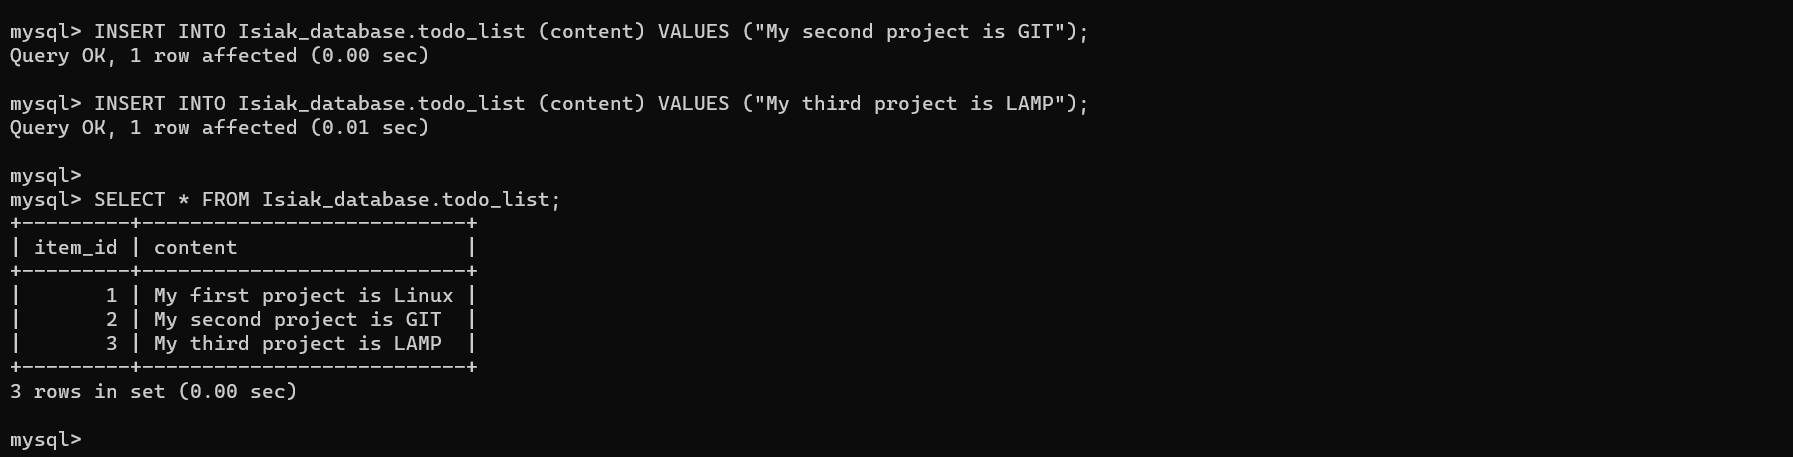 mysql> INSERT INTO Isiak_database.todo_list (content) VALUES ("My second project is GIT");
Query OK, 1 row affected (0.00 sec)

mysql> INSERT INTO Isiak_database.todo_list (content) VALUES ("My third project is LAMP");
Query OK, 1 row affected (0.01 sec)

mysql>
mysql> SELECT * FROM Isiak_database.todo_list;
+---------+---------------------------+
| item_id | content                   |
+---------+---------------------------+
|       1 | My first project is Linux |
|       2 | My second project is GIT  |
|       3 | My third project is LAMP  |
+---------+---------------------------+
3 rows in set (0.00 sec)

mysql>